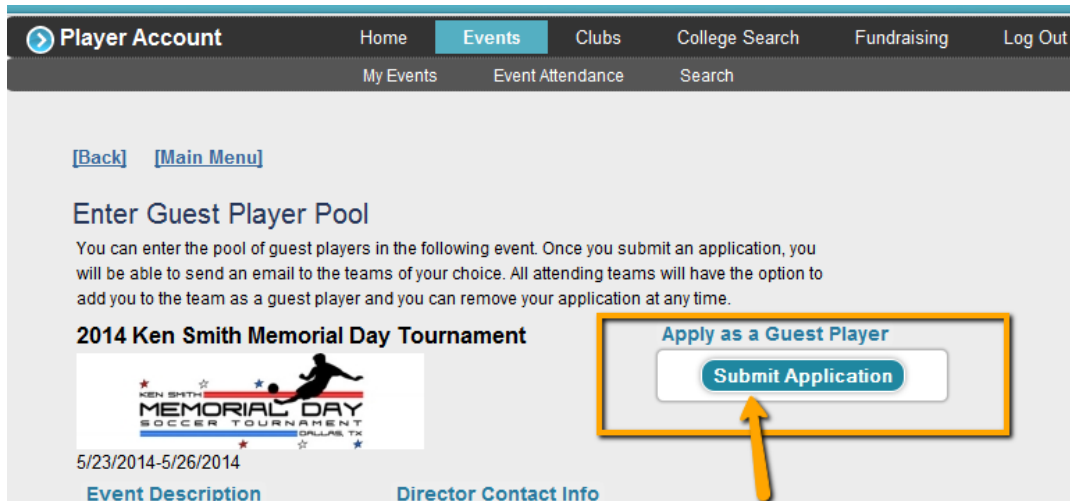 Player Account Home Events Clubs College Search Fundraising Log Out
My Events Event Attendance Search
[Back] [Main Menu]
Enter Guest Player Pool
You can enter the pool of guest players in the following event. Once you submit an application, you
will be able to send an email to the teams of your choice. All attending teams will have the option to
add you to the team as a guest player and you can remove your application at any time.
2014 Ken Smith Memorial Day Tournament
Apply as a Guest Player
Submit Application
KEN SMITH
MEMORIAL DAY
SOCCER TOURNAMENT
DALLAS, TX
5/23/2014-5/26/2014
Event Description Director Contact Info